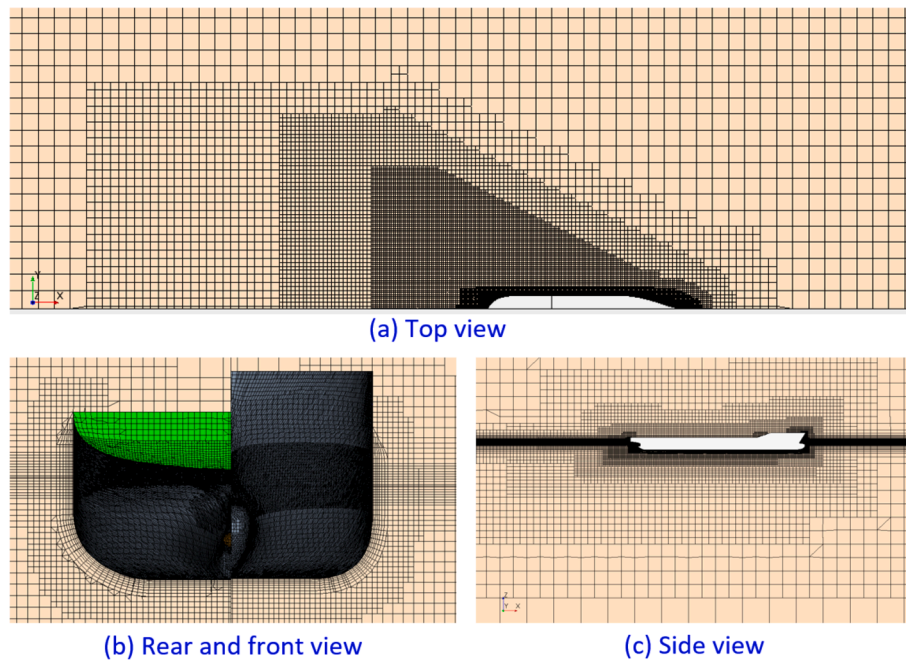 Y
Z X
(a) Top view
Z
Y X
(b) Rear and front view
(c) Side view